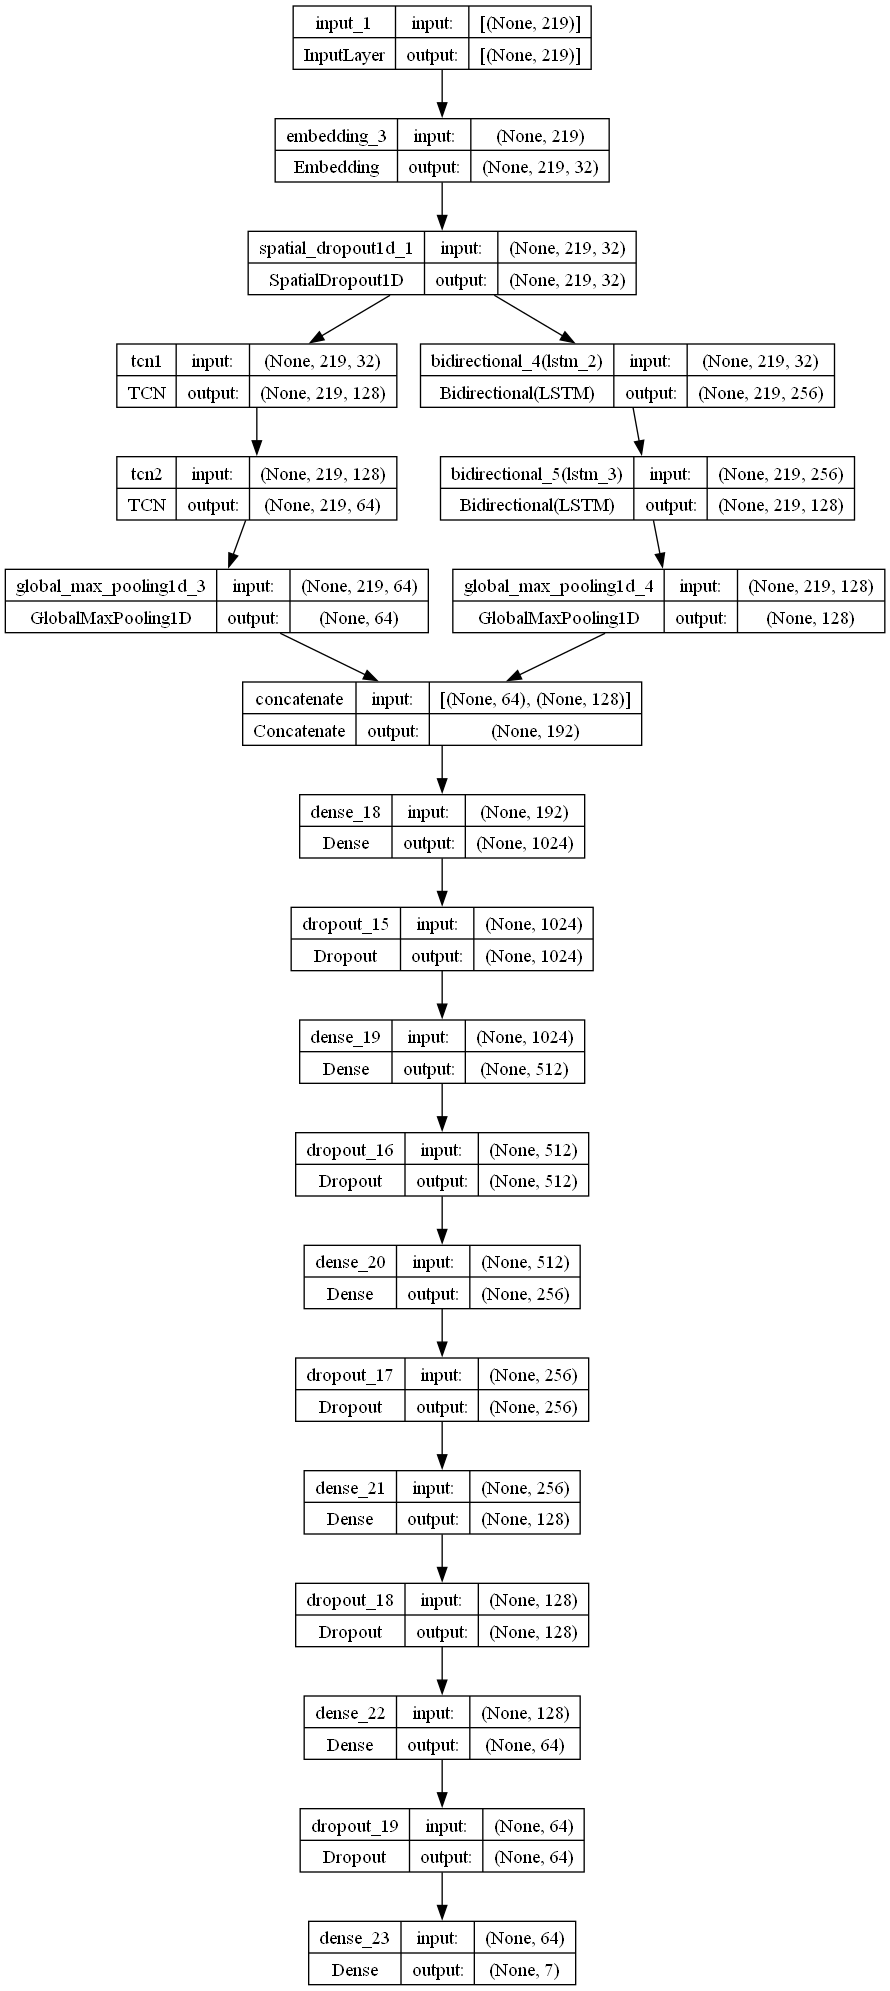 input_1 input: [(None, 219)]
InputLayer output: [(None, 219)]
embedding_3 input: (None, 219)
Embedding output: (None, 219, 32)
spatial_dropout1d_1 input: (None, 219, 32)
SpatialDropout1D output: (None, 219, 32)
tcn1 input: (None, 219, 32)
TCN output: (None, 219, 128)
bidirectional_4(lstm_2) input: (None, 219, 32)
Bidirectional(LSTM) output: (None, 219, 256)
tcn2 input: (None, 219, 128)
TCN output: (None, 219, 64)
bidirectional_5(lstm_3) input: (None, 219, 256)
Bidirectional(LSTM) output: (None, 219, 128)
global_max_pooling1d_3 input: (None, 219, 64)
GlobalMaxPooling1D output: (None, 64)
global_max_pooling1d_4 input: (None, 219, 128)
GlobalMaxPooling1D output: (None, 128)
concatenate input: [(None, 64), (None, 128)]
Concatenate output: (None, 192)
dense_18 input: (None, 192)
Dense output: (None, 1024)
dropout_15 input: (None, 1024)
Dropout output: (None, 1024)
dense_19 input: (None, 1024)
Dense output: (None, 512)
dropout_16 input: (None, 512)
Dropout output: (None, 512)
dense_20 input: (None, 512)
Dense output: (None, 256)
dropout_17 input: (None, 256)
Dropout output: (None, 256)
dense_21 input: (None, 256)
Dense output: (None, 128)
dropout_18 input: (None, 128)
Dropout output: (None, 128)
dense_22 input: (None, 128)
Dense output: (None, 64)
dropout_19 input: (None, 64)
Dropout output: (None, 64)
dense_23 input: (None, 64)
Dense output: (None, 7)